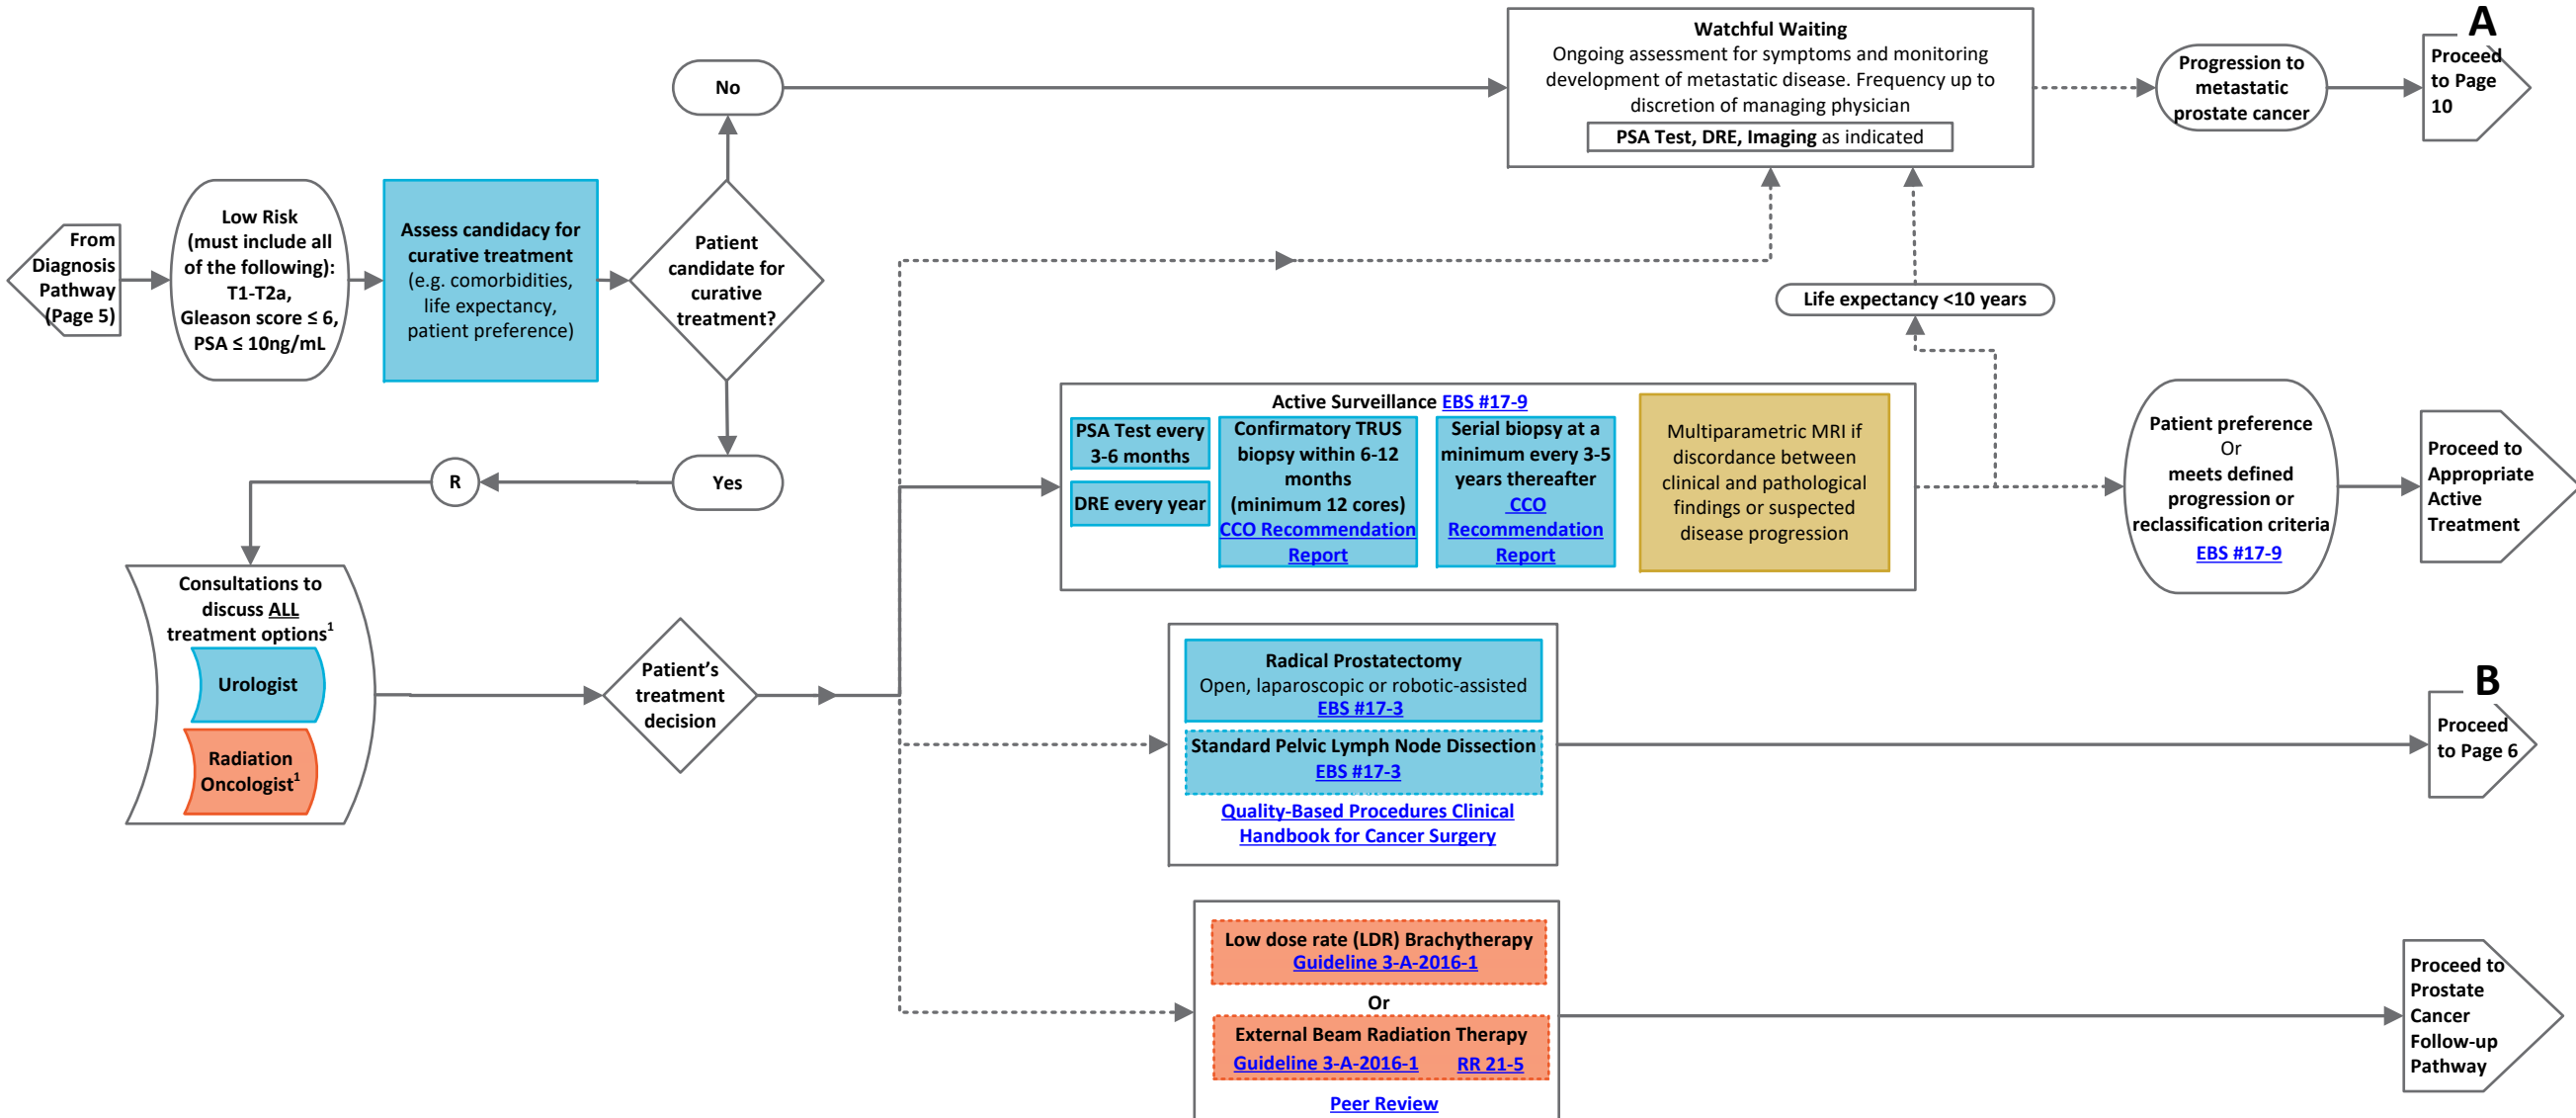 From
Diagnosis
Pathway
(Page 5)
Low Risk
(must include all
of the following):
T1-T2a,
Gleason score ≤ 6,
PSA ≤ 10ng/mL
Assess candidacy for
curative treatment
(e.g. comorbidities,
life expectancy,
patient preference)
Patient
candidate for
curative
treatment?
No
Yes
R
Watchful Waiting
Ongoing assessment for symptoms and monitoring
development of metastatic disease. Frequency up to
discretion of managing physician
PSA Test, DRE, Imaging as indicated
Progression to
metastatic
prostate cancer
A
Proceed
to Page
10
Life expectancy <10 years
Consultations to
discuss ALL
treatment options1
Urologist
Radiation
Oncologist1
Patient's
treatment
decision
Active Surveillance EBS #17-9
PSA Test every
3-6 months
DRE every year
Confirmatory TRUS
biopsy within 6-12
months
(minimum 12 cores)
CCO Recommendation
Report
Serial biopsy at a
minimum every 3-5
years thereafter
CCO
Recommendation
Report
Multiparametric MRI if
discordance between
clinical and pathological
findings or suspected
disease progression
Patient preference
Or
meets defined
progression or
reclassification criteria
EBS #17-9
Proceed to
Appropriate
Active
Treatment
Radical Prostatectomy
Open, laparoscopic or robotic-assisted
EBS #17-3
Standard Pelvic Lymph Node Dissection
EBS #17-3
Quality-Based Procedures Clinical
Handbook for Cancer Surgery
B
Proceed
to Page 6
Low dose rate (LDR) Brachytherapy
Guideline 3-A-2016-1
Or
External Beam Radiation Therapy
Guideline 3-A-2016-1 RR 21-5
Peer Review
Proceed to
Prostate
Cancer
Follow-up
Pathway